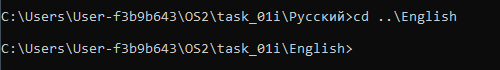 C:\Users\User-f3b9b643\OS2\task_01i\Русский>cd ..\English
C:\Users\User-f3b9b643\OS2\task_01i\English>